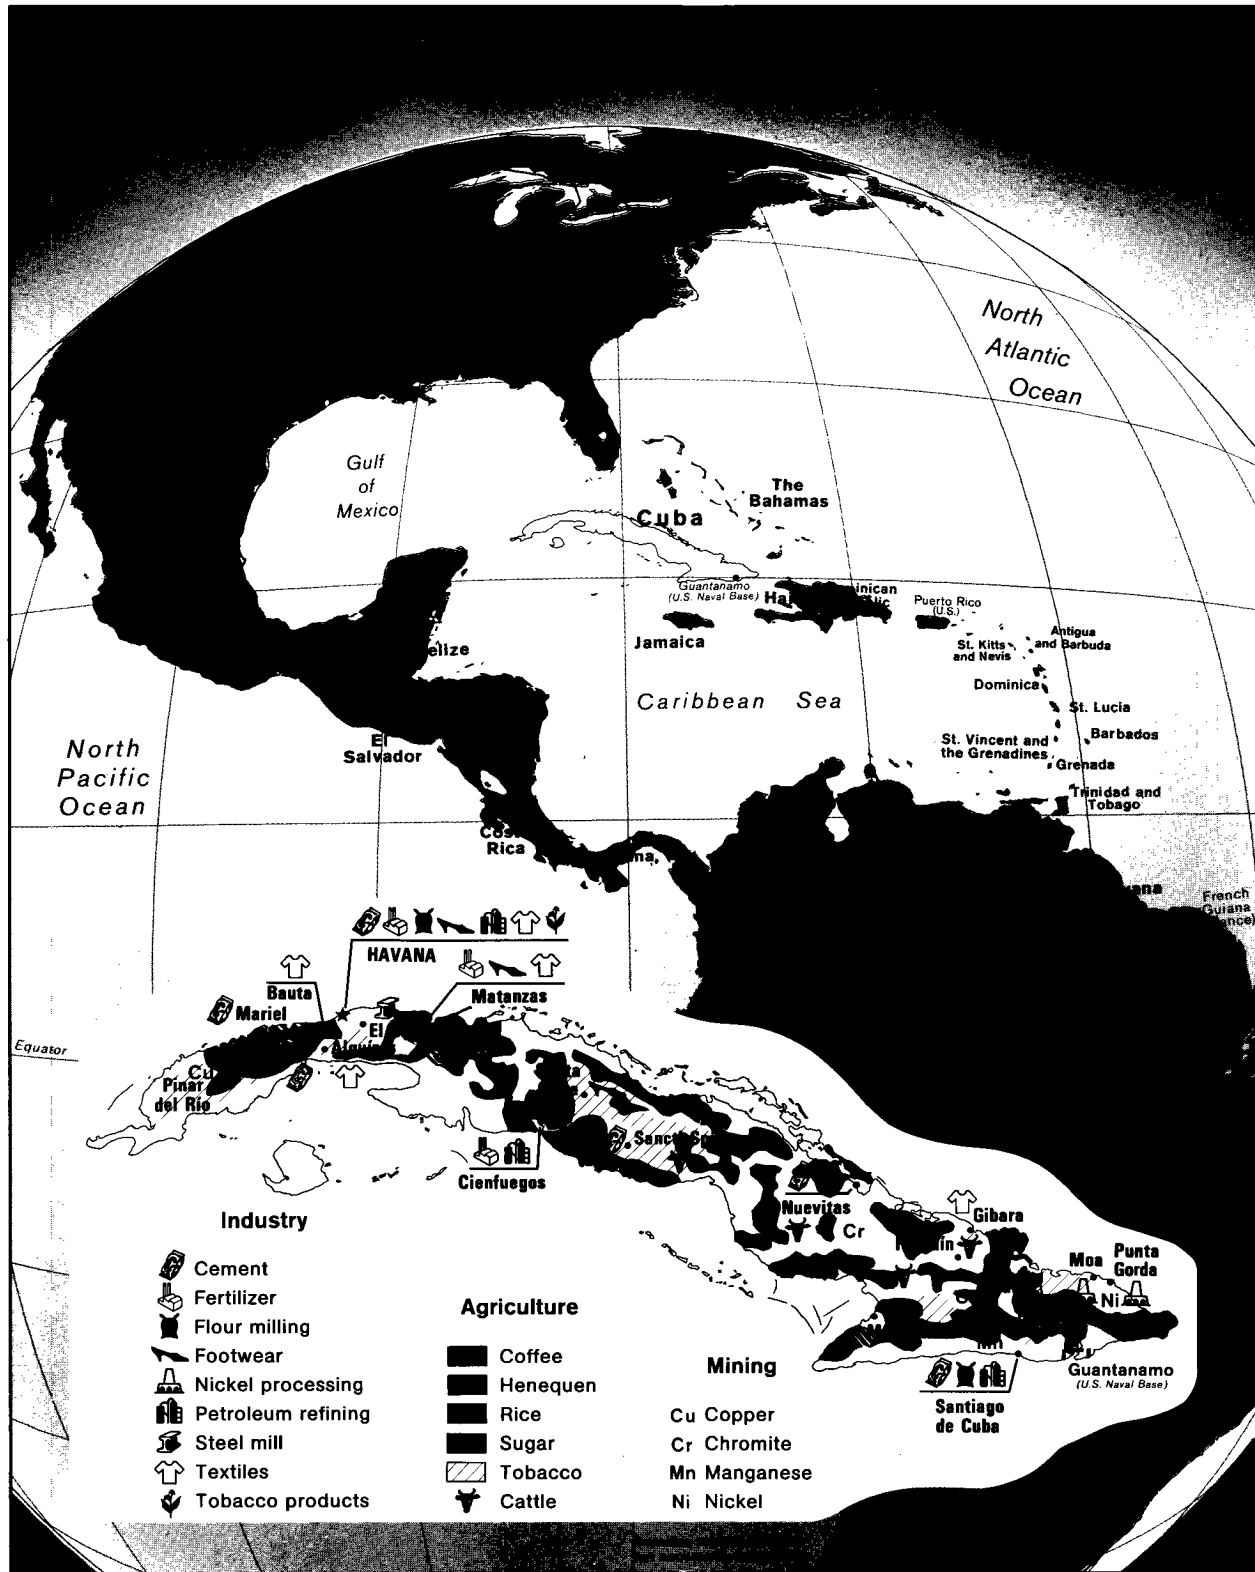 North
Atlantic
Ocean
Gulf
of
Mexico
The
Bahamas
Cuba
Guantanamo
(U.S. Naval Base)
Puerto Rico
(U.S.)
Jamaica
St. Kitts
and Nevis
Antigua
and Barbuda
Dominica
Caribbean Sea
St. Lucia
St. Vincent and
the Grenadines
Barbados
Grenada
North
Pacific
Ocean
El
Salvador
Trinidad and
Tobago
Rica
French
HAVANA
Bauta
Matanzas
Mariel
El
Equator
Cu
Pinar
del Río
Cienfuegos
Nuevitas
Cr
Gibara
Moa
Punta
Gorda
Ni
Guantanamo
(U.S. Naval Base)
Santiago
de Cuba
Industry
Cement
Fertilizer
Flour milling
Footwear
Nickel processing
Petroleum refining
Steel mill
Textiles
Tobacco products
Agriculture
Coffee
Henequen
Rice
Sugar
Tobacco
Cattle
Mining
Cu Copper
Cr Chromite
Mn Manganese
Ni Nickel